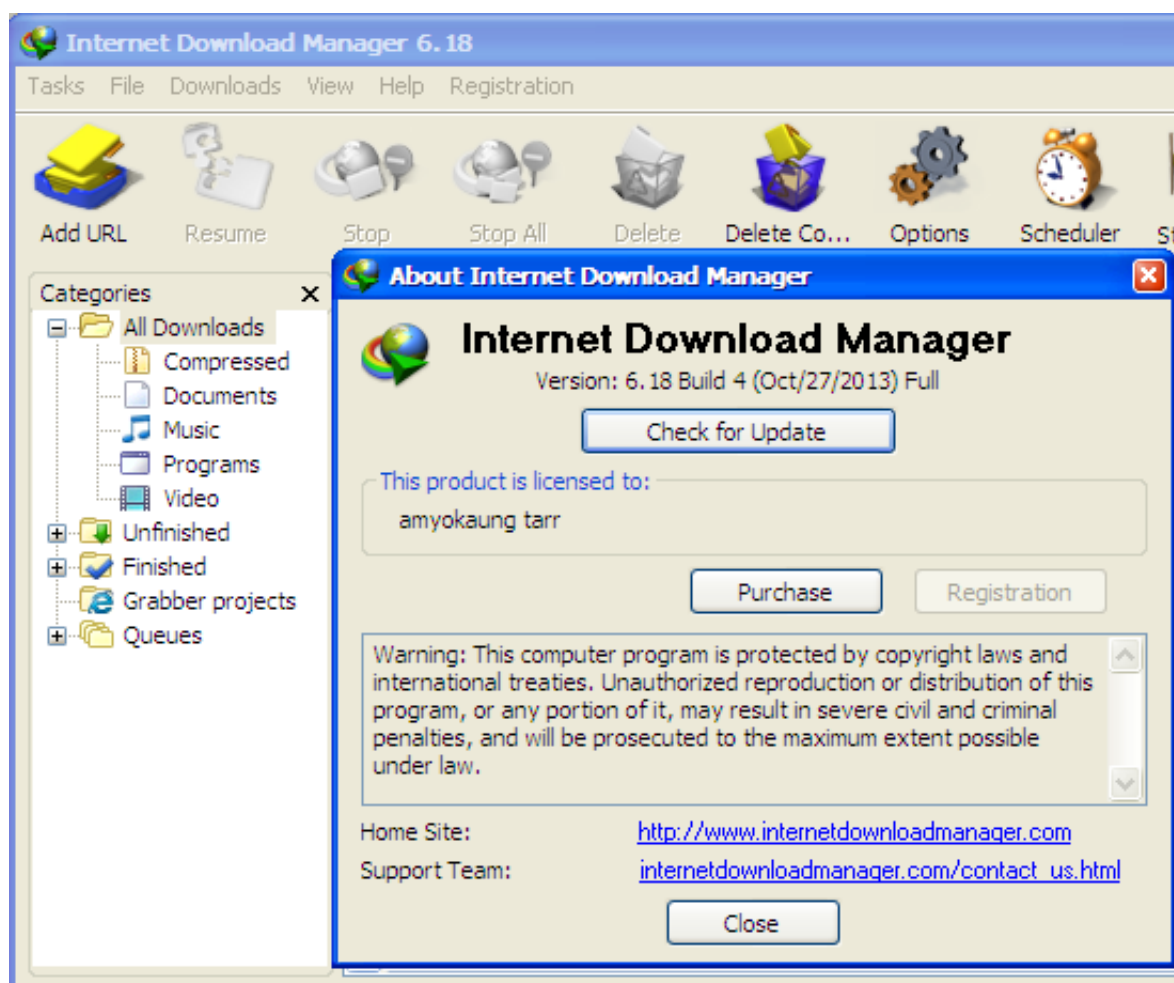 Internet Download Manager 6.18
Tasks File Downloads View Help Registration
Add URL Resume Stop Stop All Delete Delete Co... Options Scheduler
Categories
All Downloads
Compressed
Documents
Music
Programs
Video
Unfinished
Finished
Grabber projects
Queues
About Internet Download Manager
Internet Download Manager
Version: 6.18 Build 4 (Oct/27/2013) Full
Check for Update
This product is licensed to:
amyokaung tarr
Purchase Registration
Warning: This computer program is protected by copyright laws and
international treaties. Unauthorized reproduction or distribution of this
program, or any portion of it, may result in severe civil and criminal
penalties, and will be prosecuted to the maximum extent possible
under law.
Home Site: http://www.internetdownloadmanager.com
Support Team: internetdownloadmanager.com/contact_us.html
Close